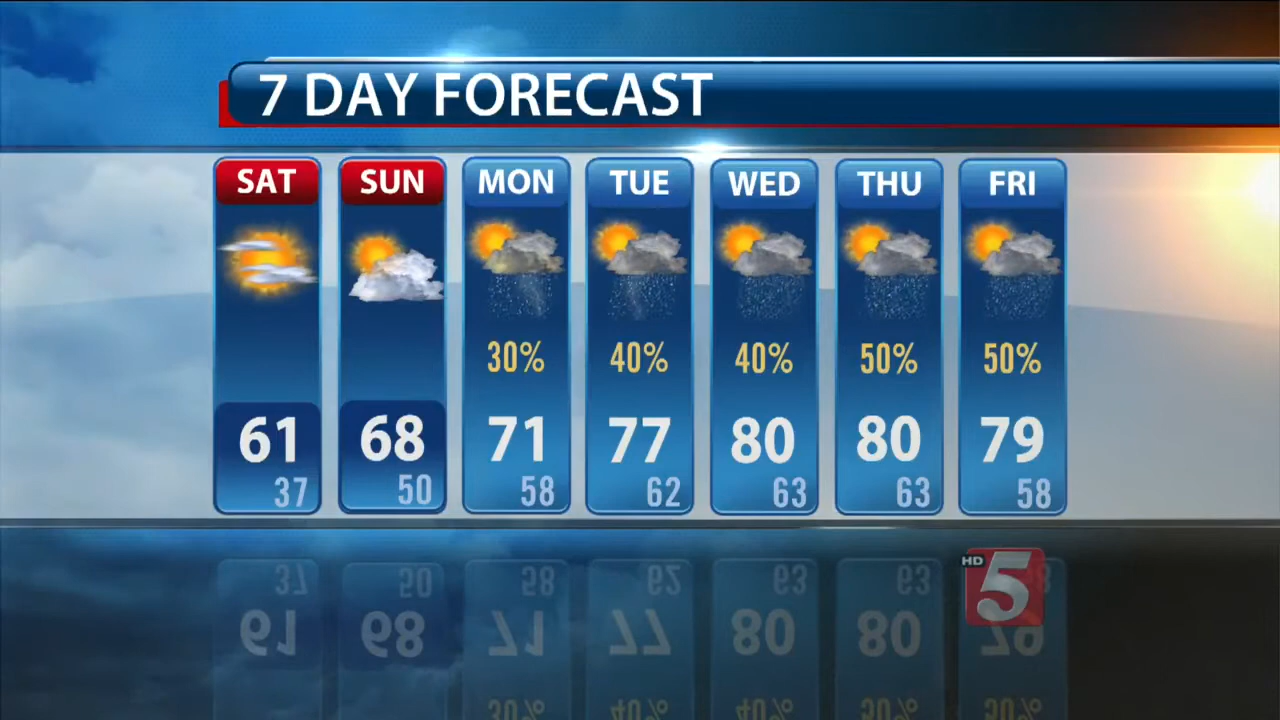 7 DAY FORECAST
SAT SUN MON TUE WED THU FRI
30% 40% 40% 50% 50%
61 68 71 77 80 80 79
37 50 58 62 63 63 58
HD 5